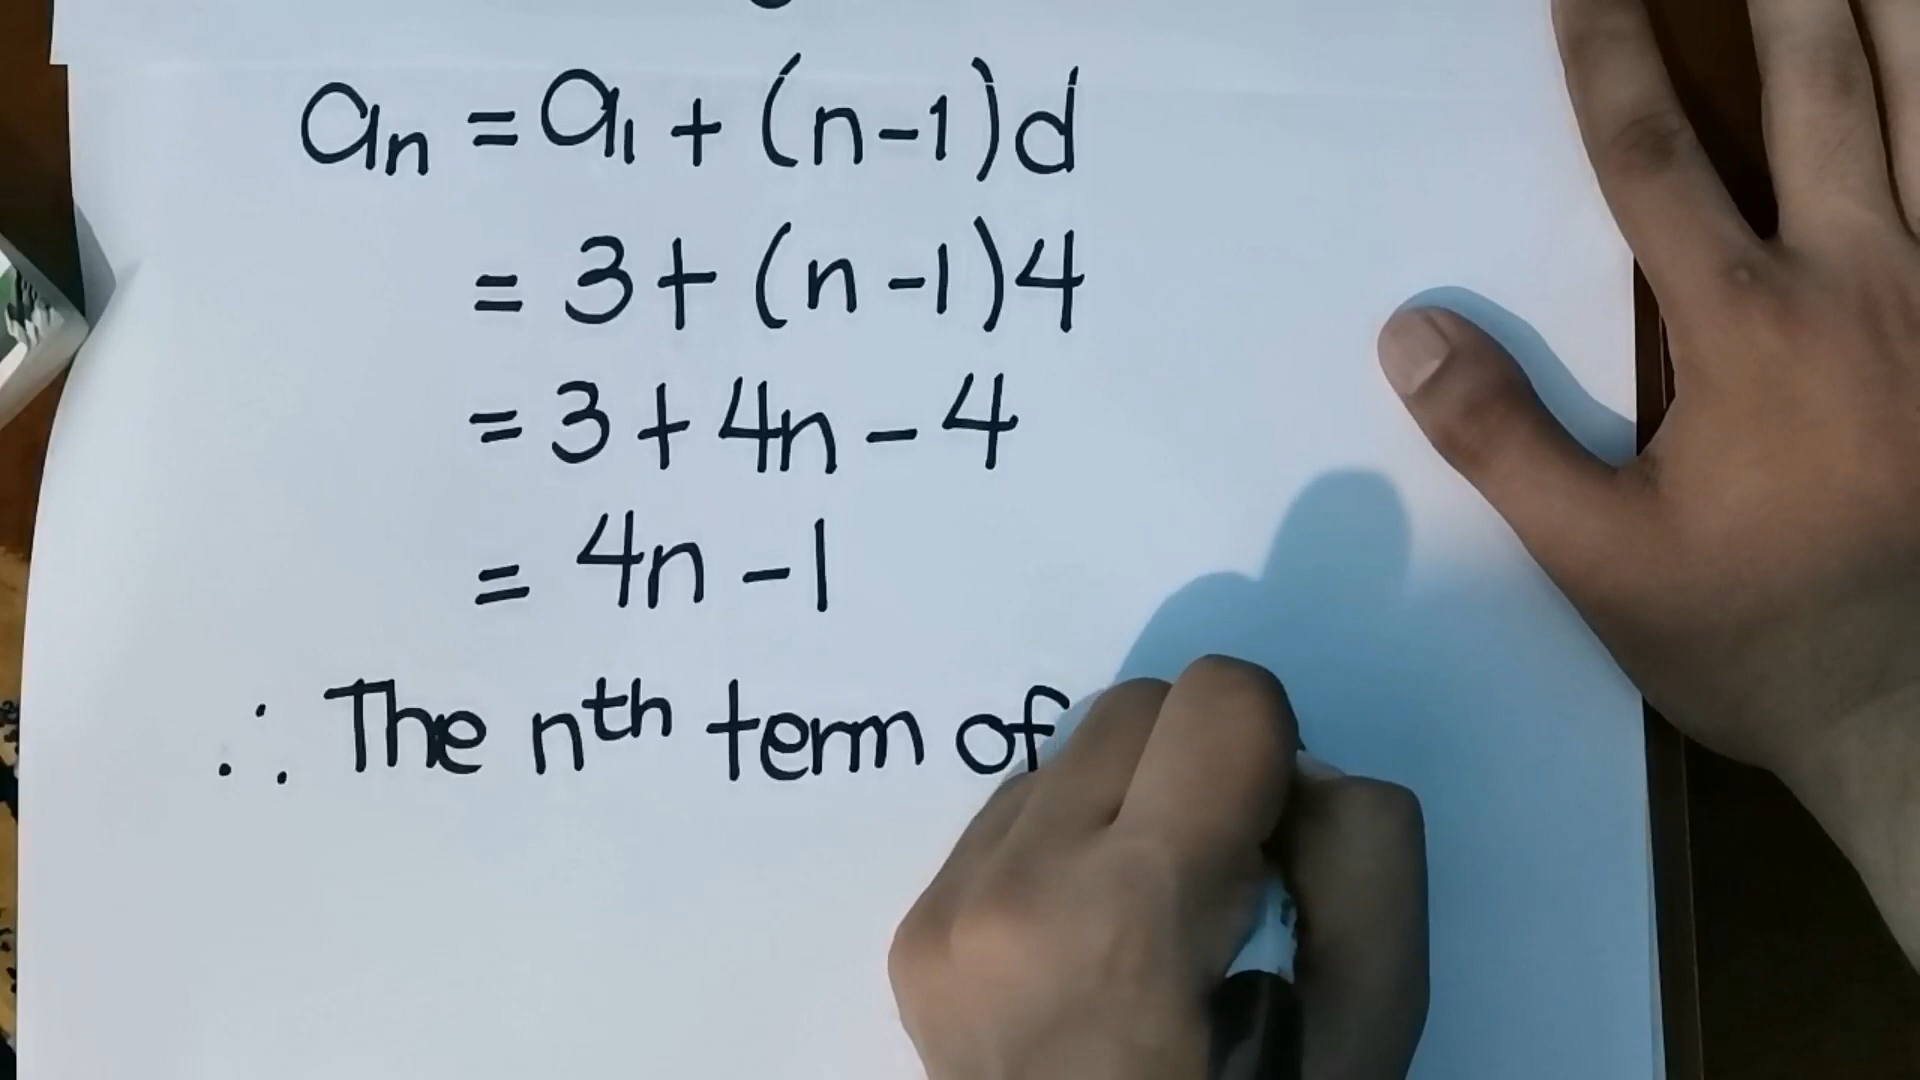 an = a1 + (n-1)d
= 3 + (n-1)4
= 3 + 4n - 4
= 4n - 1
∴ The nth term of